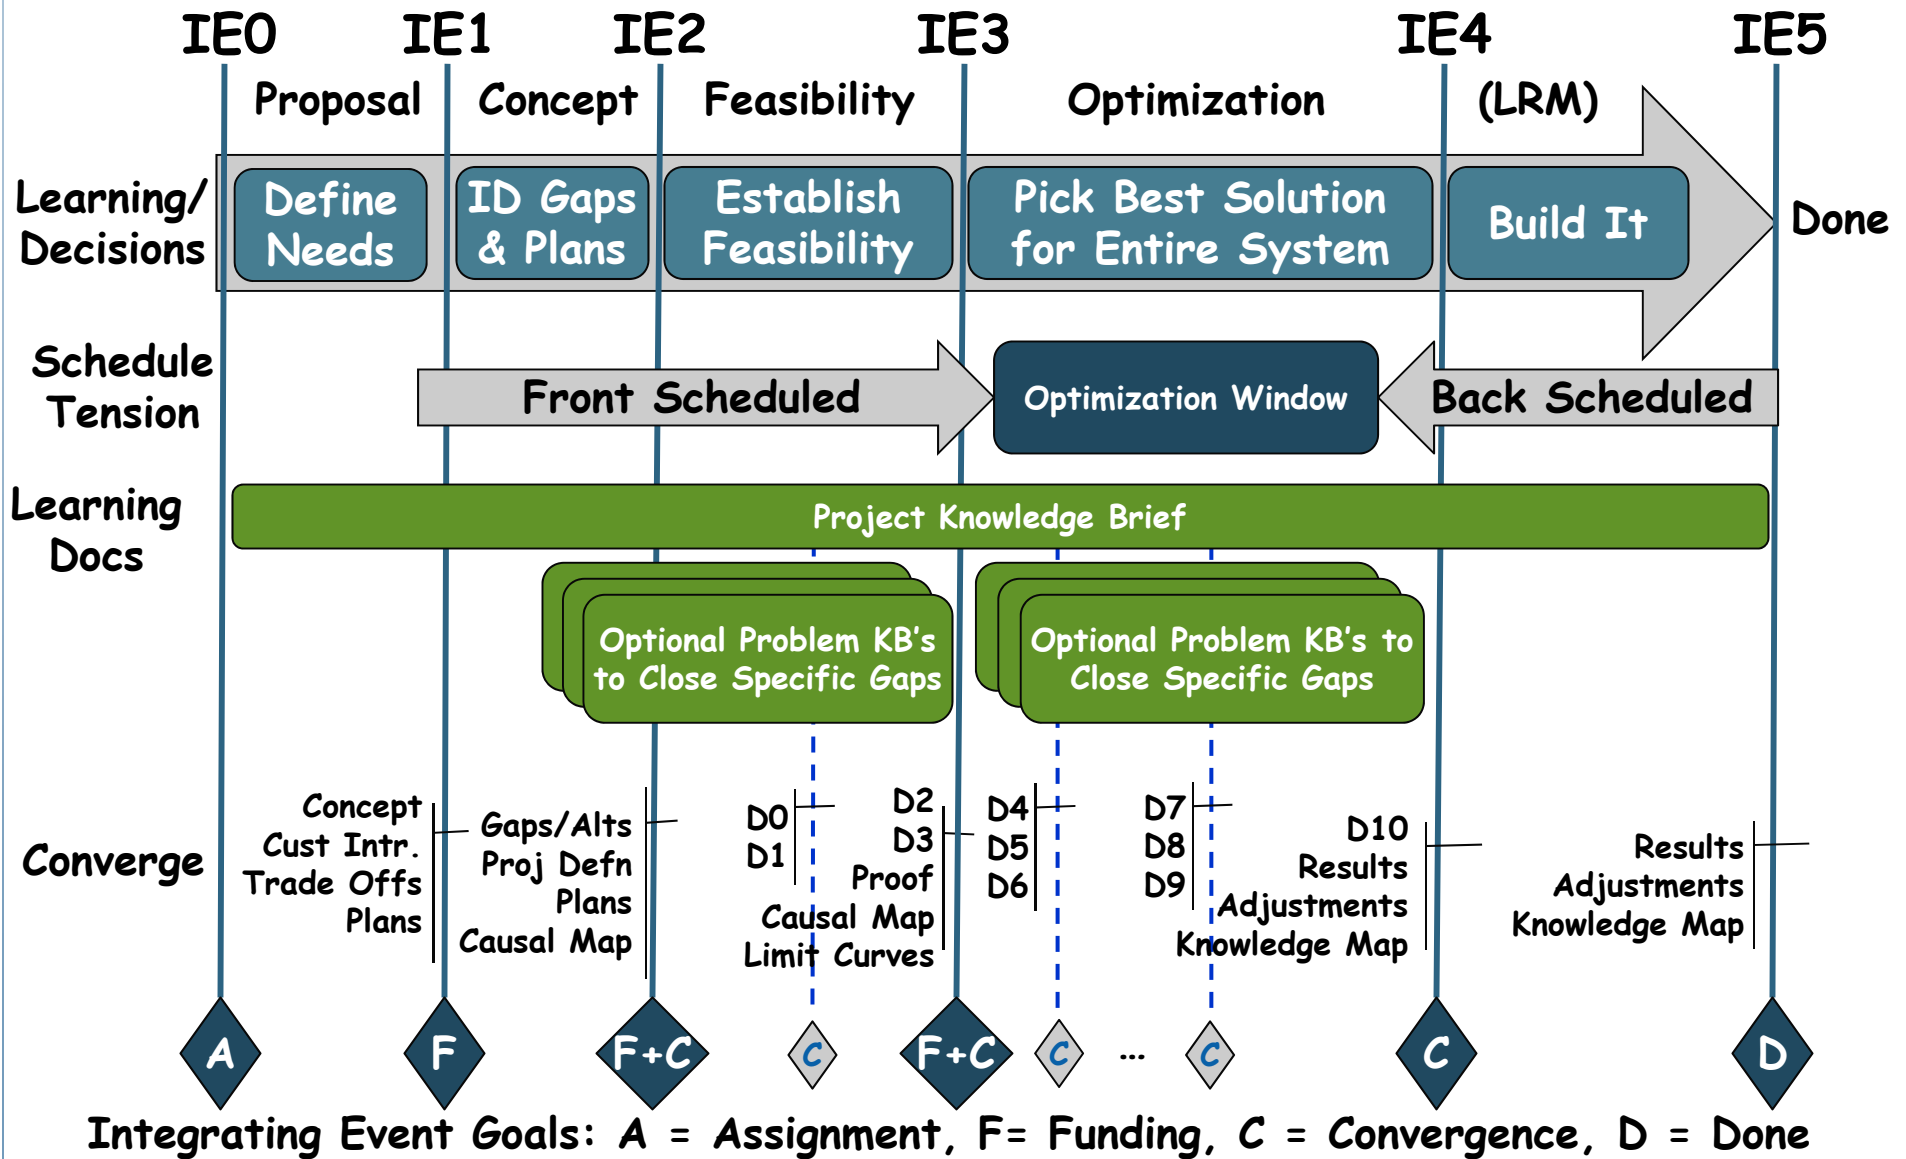 IE0
IE1
IE2
IE3
IE4
IE5
Proposal
Concept
Feasibility
Optimization
(LRM)
Learning/
Decisions
Define
Needs
ID Gaps
& Plans
Establish
Feasibility
Pick Best Solution
for Entire System
Build It
Done
Schedule
Tension
Front Scheduled
Optimization Window
Back Scheduled
Learning
Docs
Project Knowledge Brief
Optional Problem KB's
to Close Specific Gaps
Optional Problem KB's to
Close Specific Gaps
Converge
Concept
Cust Intr.
Trade Offs
Plans
Gaps/Alts
Proj Defn
Plans
Causal Map
D0
D1
D2
D3
Proof
Causal Map
Limit Curves
D4
D5
D6
D7
D8
D9
D10
Results
Adjustments
Knowledge Map
Results
Adjustments
Knowledge Map
A
F
F+C
C
F+C
C
...
C
C
D
Integrating Event Goals: A = Assignment, F= Funding, C = Convergence, D = Done